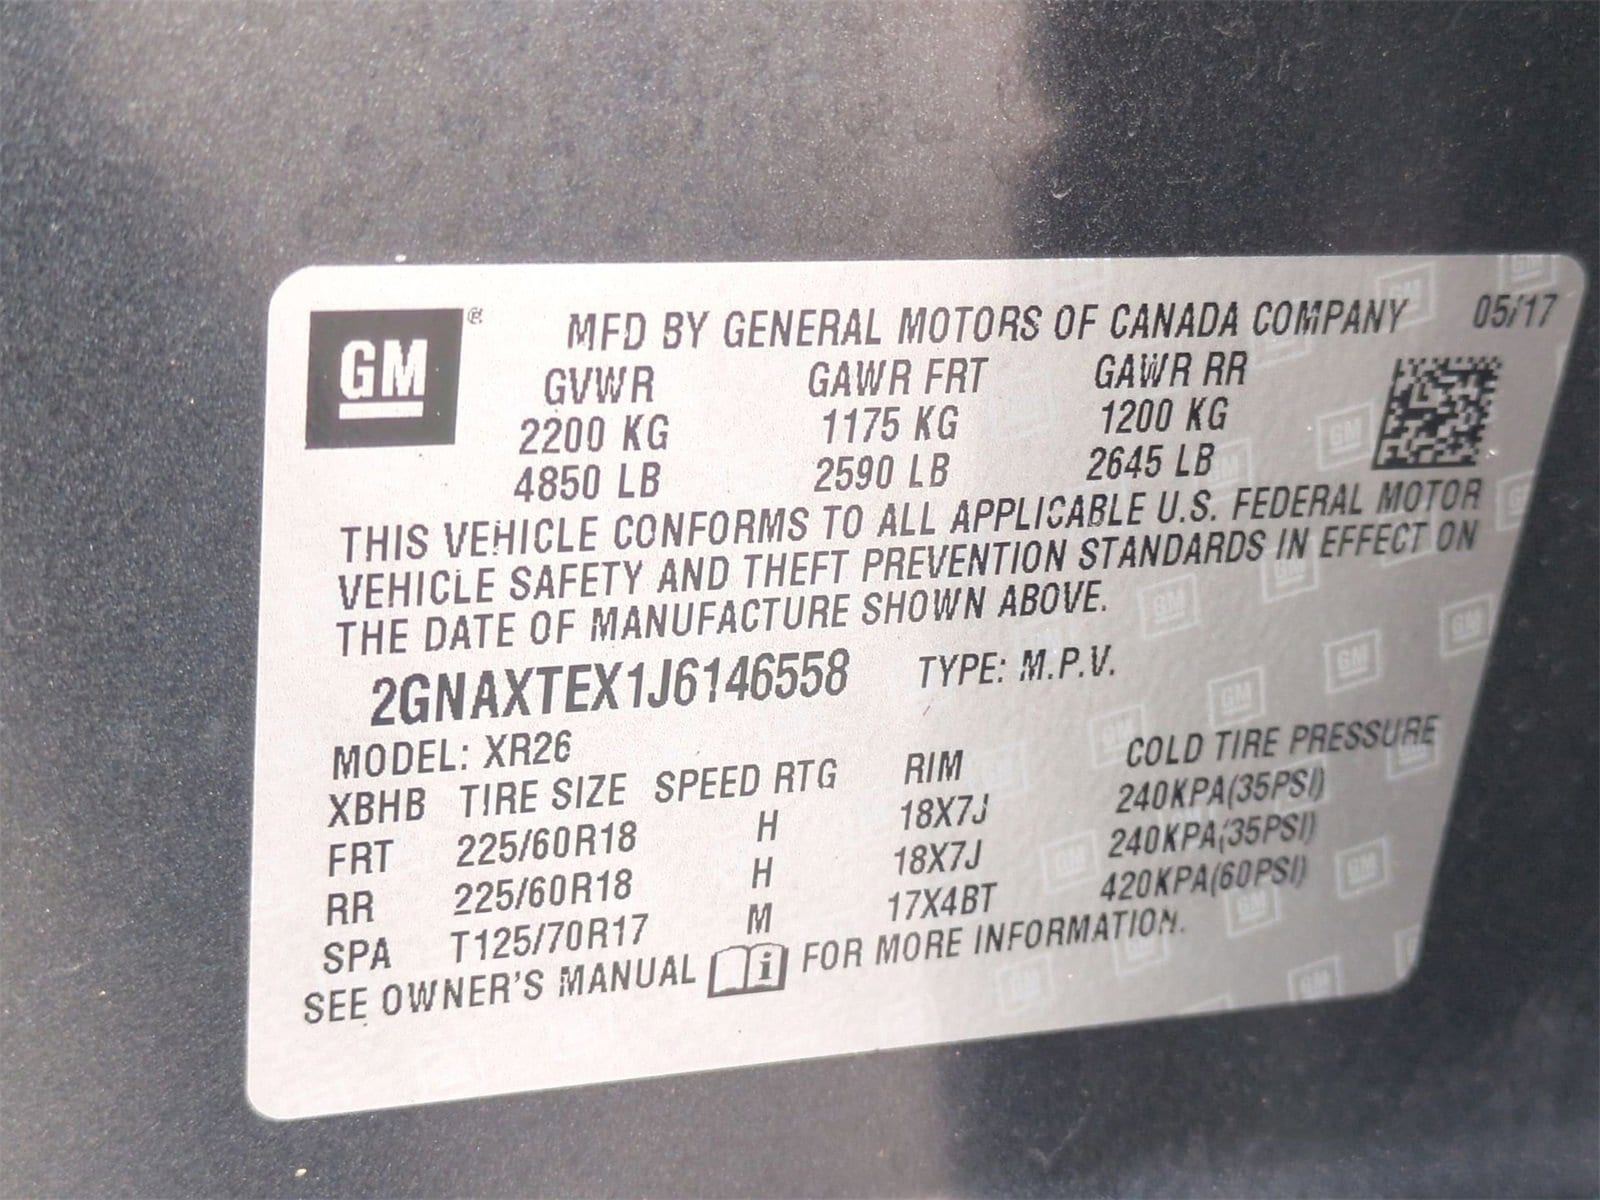 GM ®
MFD BY GENERAL MOTORS OF CANADA COMPANY 05/17
GVWR GAWR FRT GAWR RR
2200 KG 1175 KG 1200 KG
4850 LB 2590 LB 2645 LB
THIS VEHICLE CONFORMS TO ALL APPLICABLE U.S. FEDERAL MOTOR
VEHICLE SAFETY AND THEFT PREVENTION STANDARDS IN EFFECT ON
THE DATE OF MANUFACTURE SHOWN ABOVE.
2GNAXTEX1J6146558 TYPE: M.P.V.
MODEL: XR26
XBHB TIRE SIZE SPEED RTG RIM COLD TIRE PRESSURE
FRT 225/60R18 H 18X7J 240KPA(35PSI)
RR 225/60R18 H 18X7J 240KPA(35PSI)
SPA T125/70R17 M 17X4BT 420KPA(60PSI)
SEE OWNER'S MANUAL i FOR MORE INFORMATION.